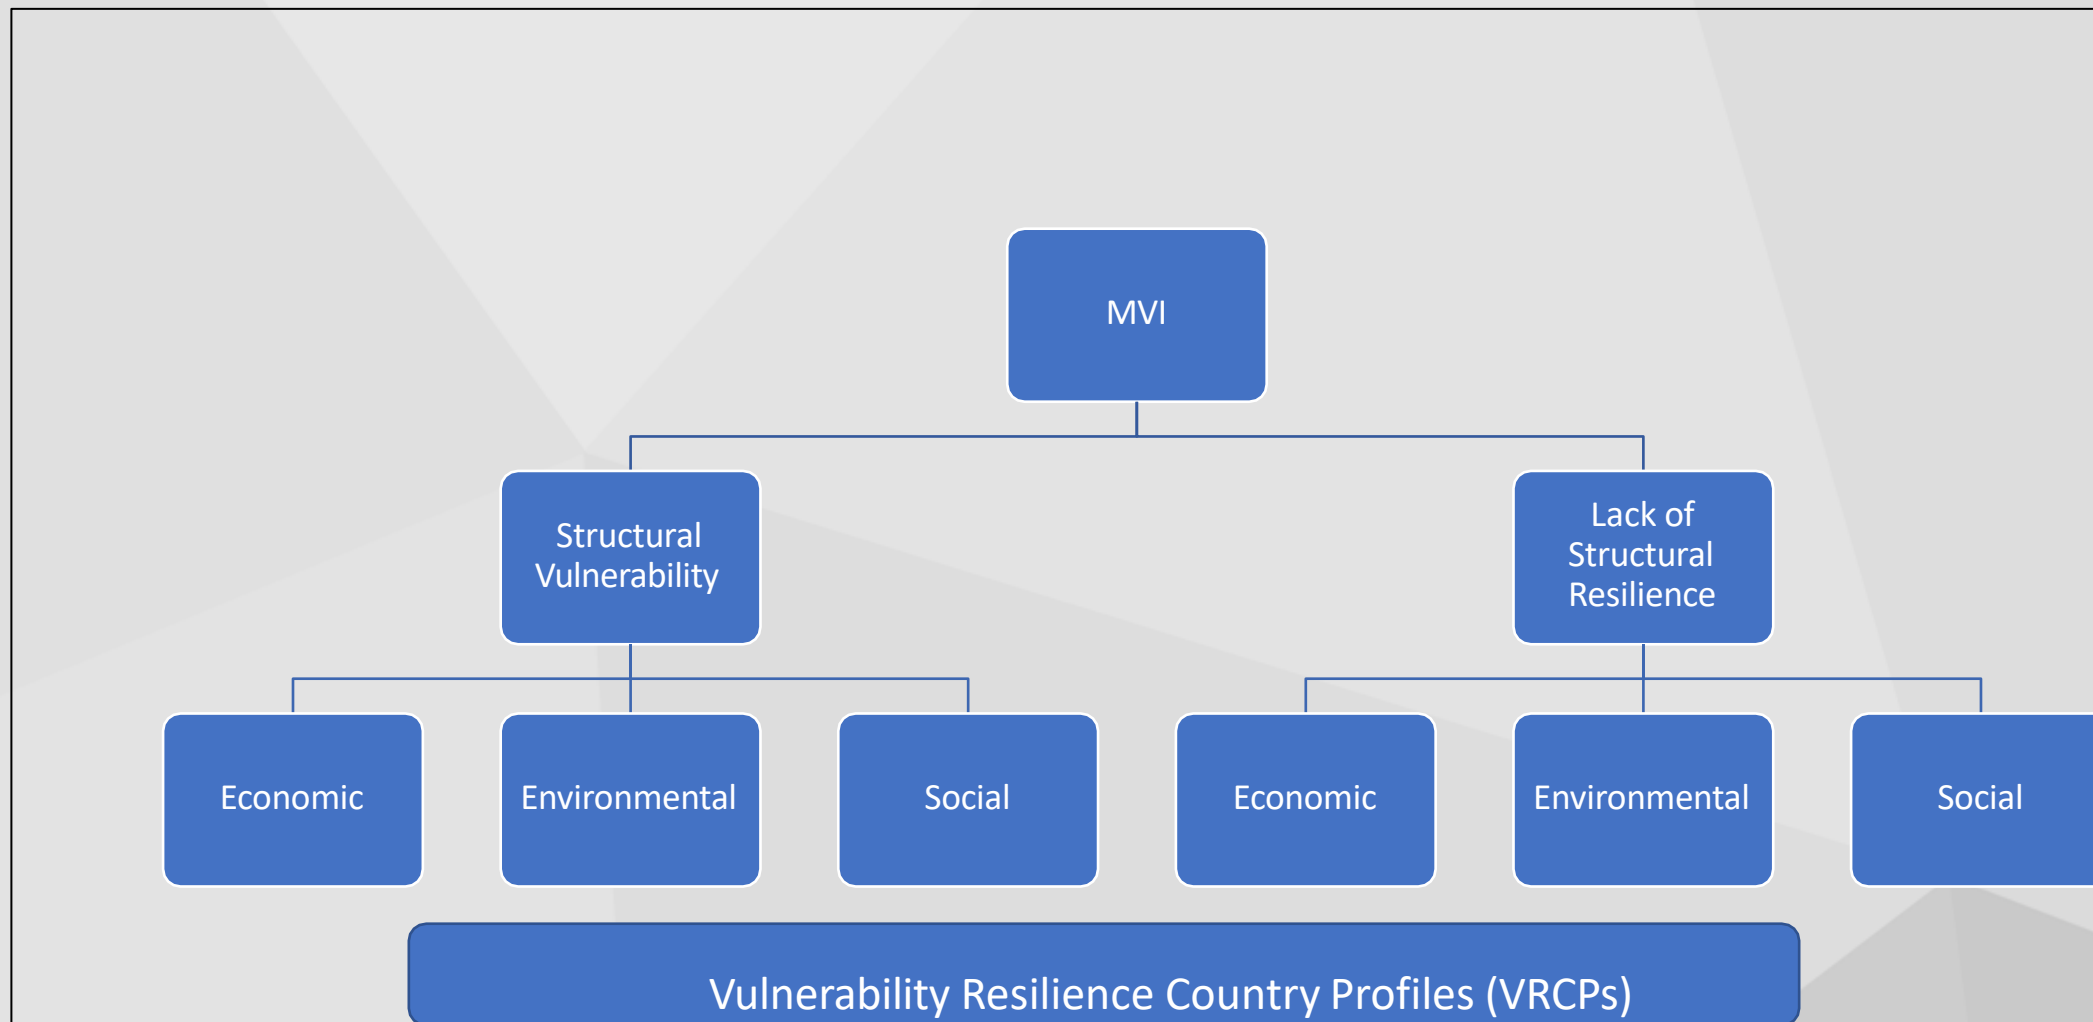 MVI
Structural
Vulnerability
Lack of
Structural
Resilience
Economic
Environmental
Social
Economic
Environmental
Social
Vulnerability Resilience Country Profiles (VRCPs)